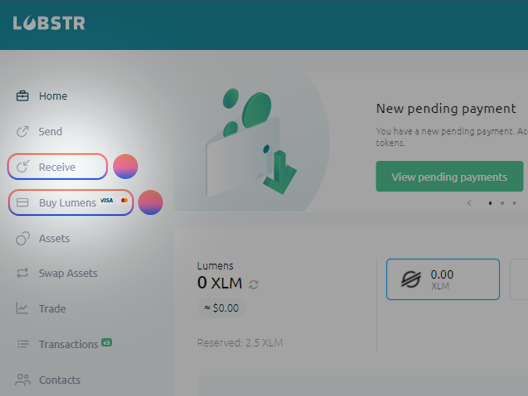 LOBSTR
Home
Send
Receive
Buy Lumens VISA
Assets
Swap Assets
Trade
Transactions v3
Contacts
New pending payment
You have a new pending payment. Ac
tokens.
View pending payments
Lumens
0 XLM
≈ $0.00
Reserved: 2.5 XLM
0.00
XLM